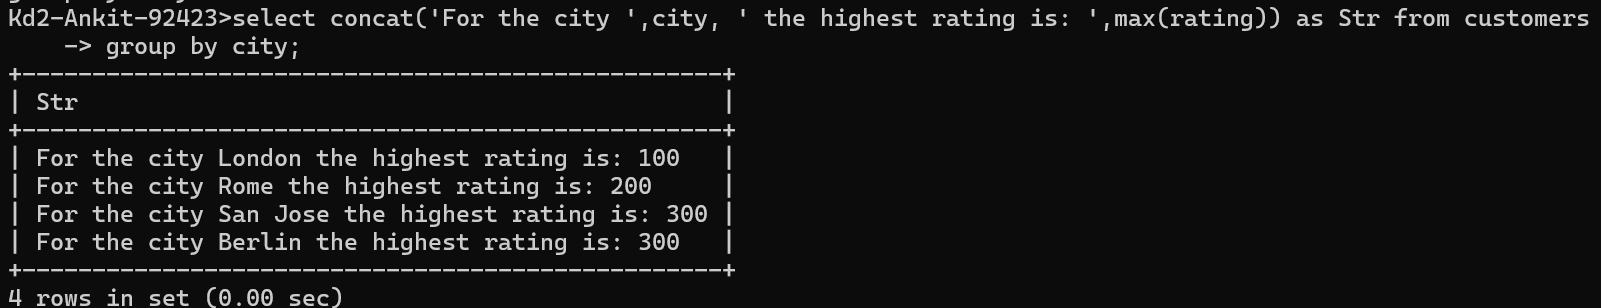 Kd2-Ankit-92423>select concat('For the city ',city, ' the highest rating is: ',max(rating)) as Str from customers
    -> group by city;
+--------------------------------------------------+
| Str                                              |
+--------------------------------------------------+
| For the city London the highest rating is: 100   |
| For the city Rome the highest rating is: 200     |
| For the city San Jose the highest rating is: 300 |
| For the city Berlin the highest rating is: 300   |
+--------------------------------------------------+
4 rows in set (0.00 sec)